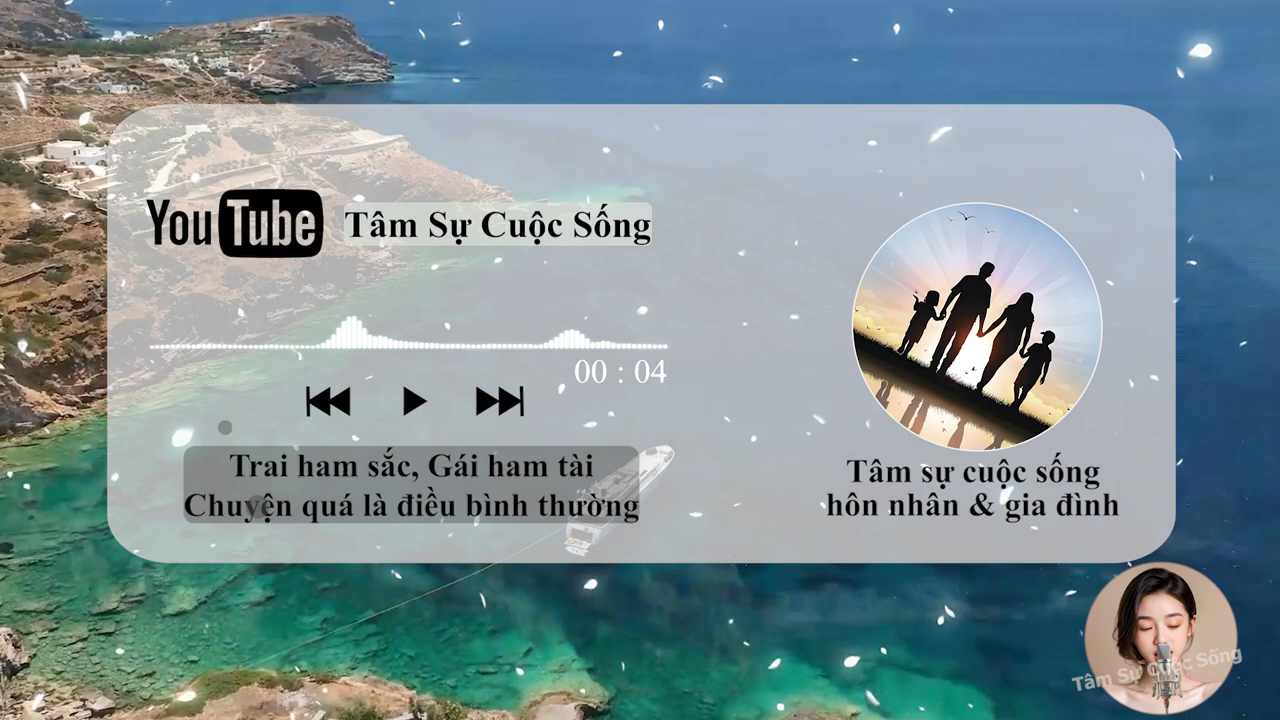 YouTube Tâm Sự Cuộc Sống
00 : 04
Trai ham sắc, Gái ham tài
Chuyện quá là điều bình thường
Tâm sự cuộc sống
hôn nhân & gia đình
Tâm Sự Cuộc Sống